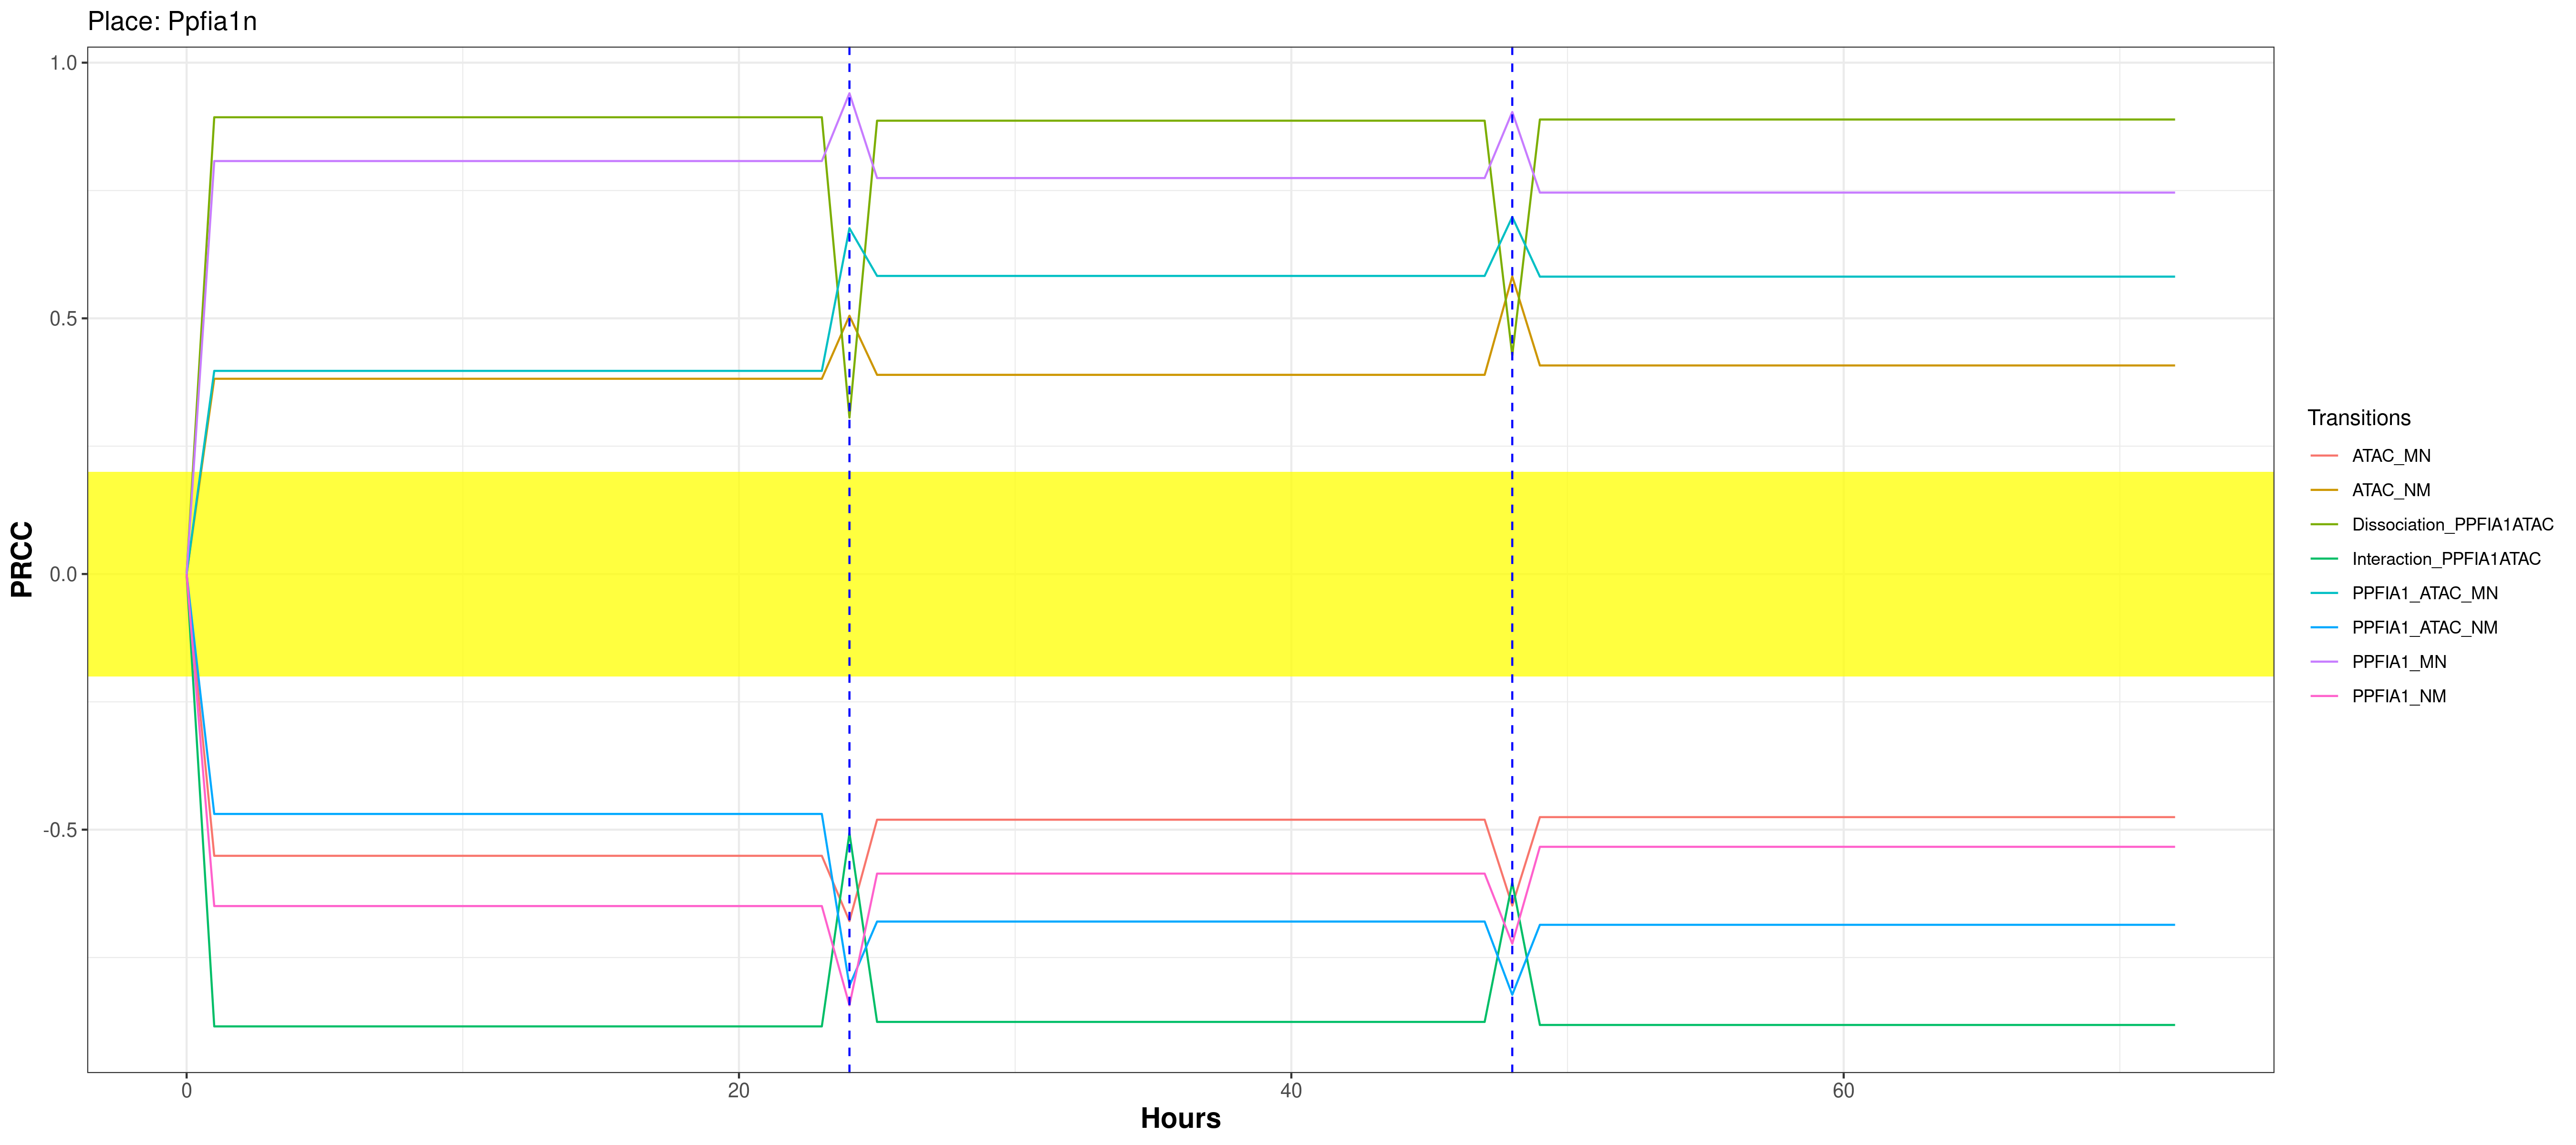 Place: Ppfia1n
1.0
0.5
0.0
-0.5
PRCC
0
20
40
60
Hours
Transitions
ATAC_MN
ATAC_NM
Dissociation_PPFIA1ATAC
Interaction_PPFIA1ATAC
PPFIA1_ATAC_MN
PPFIA1_ATAC_NM
PPFIA1_MN
PPFIA1_NM